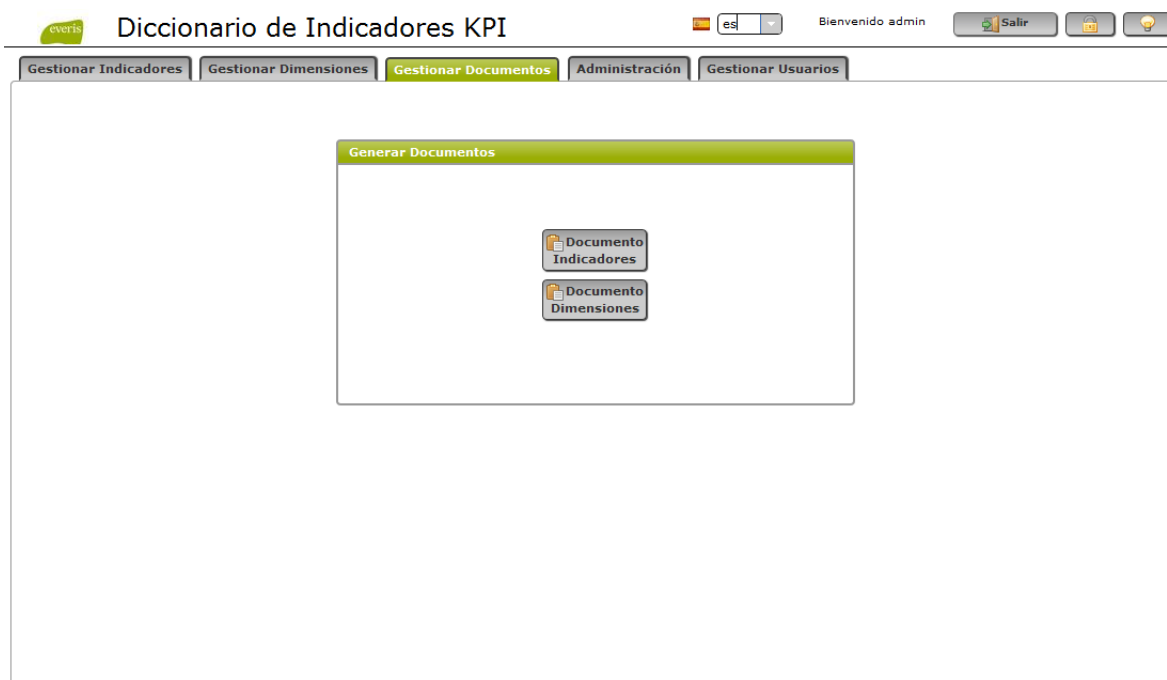 everis
Diccionario de Indicadores KPI
es
Bienvenido admin
Salir
Gestionar Indicadores
Gestionar Dimensiones
Gestionar Documentos
Administración
Gestionar Usuarios
Generar Documentos
Documento
Indicadores
Documento
Dimensiones